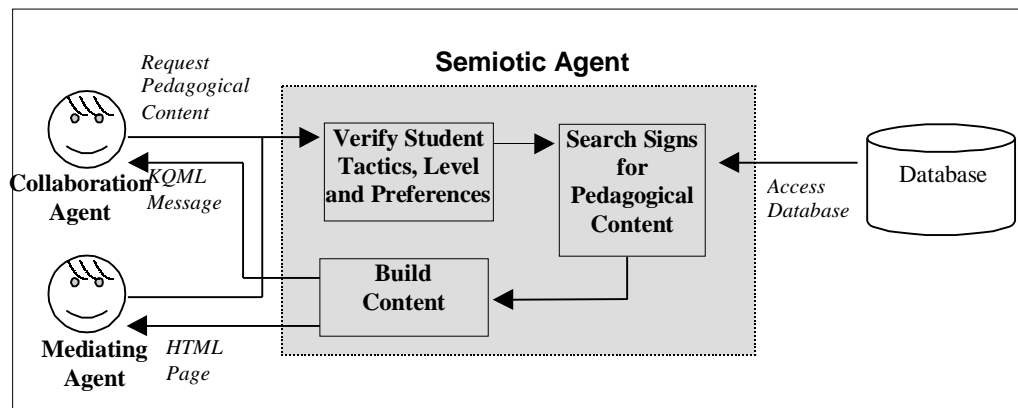 Request
Pedagogical
Content
Semiotic Agent
Verify Student
Tactics, Level
and Preferences
Search Signs
for
Pedagogical
Content
Database
Access
Database
Collaboration
Agent
KQML
Message
Build
Content
Mediating
Agent
HTML
Page